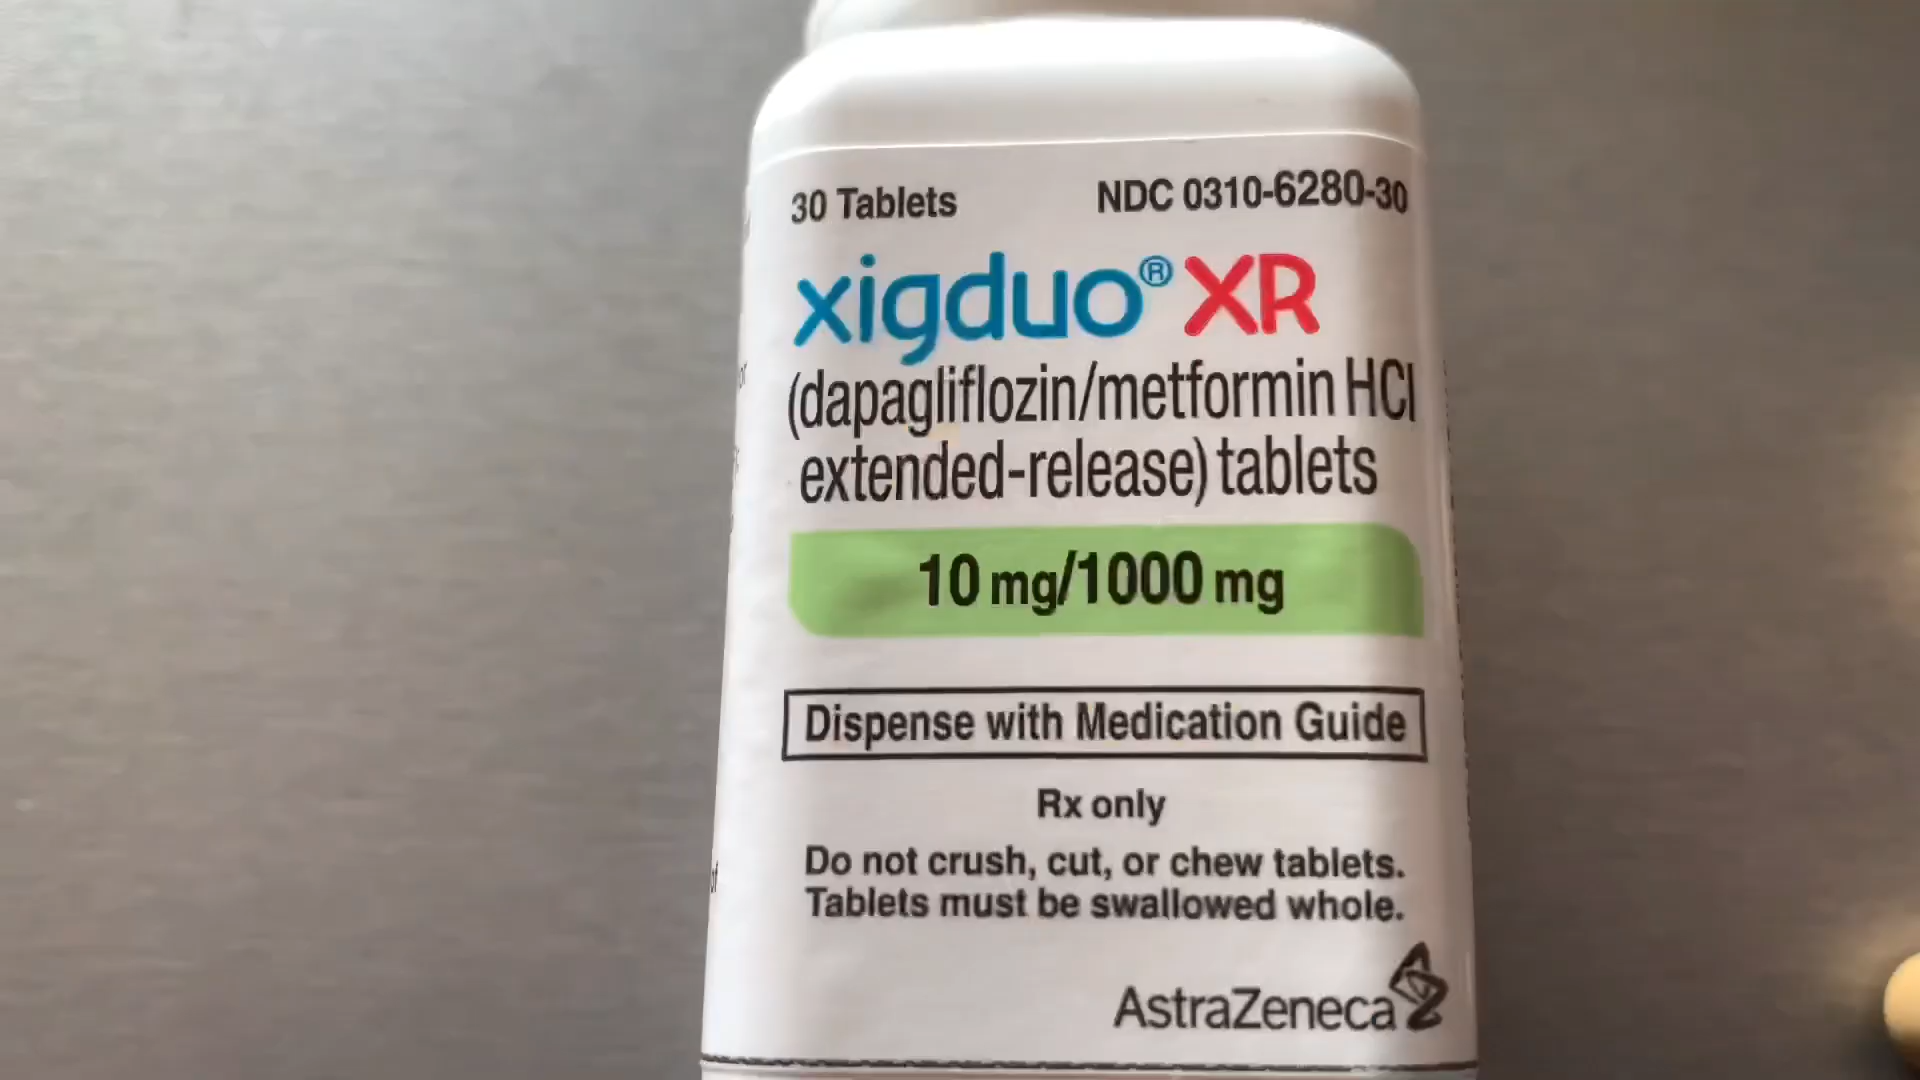 30 Tablets NDC 0310-6280-30
xigduo® XR
(dapagliflozin/metformin HCl
extended-release) tablets
10 mg/1000 mg
Dispense with Medication Guide
Rx only
Do not crush, cut, or chew tablets.
Tablets must be swallowed whole.
AstraZeneca